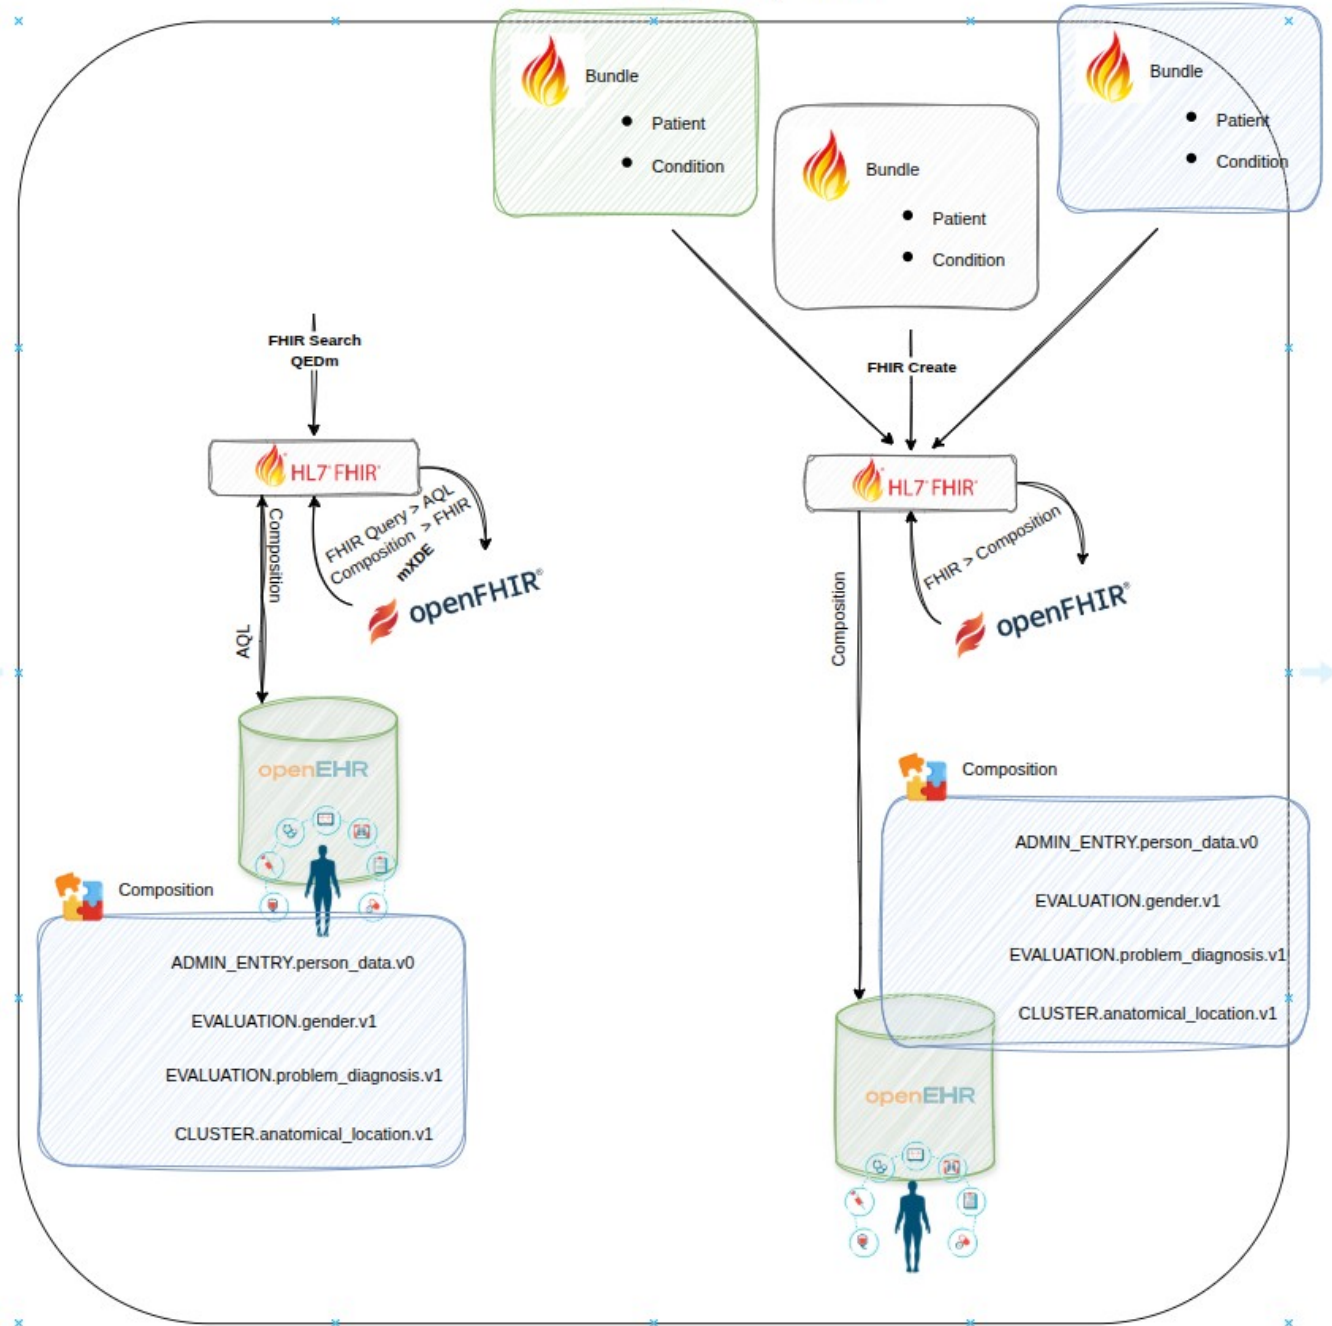 Bundle
Patient
Condition
Bundle
Patient
Condition
Bundle
Patient
Condition
FHIR Search
QEDm
HL7® FHIR®
FHIR Query > AQL
Composition > FHIR
mXDE
openFHIR®
Composition
AQL
openEHR
Composition
ADMIN_ENTRY.person_data.v0
EVALUATION.gender.v1
EVALUATION.problem_diagnosis.v1
CLUSTER.anatomical_location.v1
FHIR Create
HL7® FHIR®
FHIR > Composition
openFHIR®
Composition
Composition
ADMIN_ENTRY.person_data.v0
EVALUATION.gender.v1
EVALUATION.problem_diagnosis.v1
CLUSTER.anatomical_location.v1
openEHR